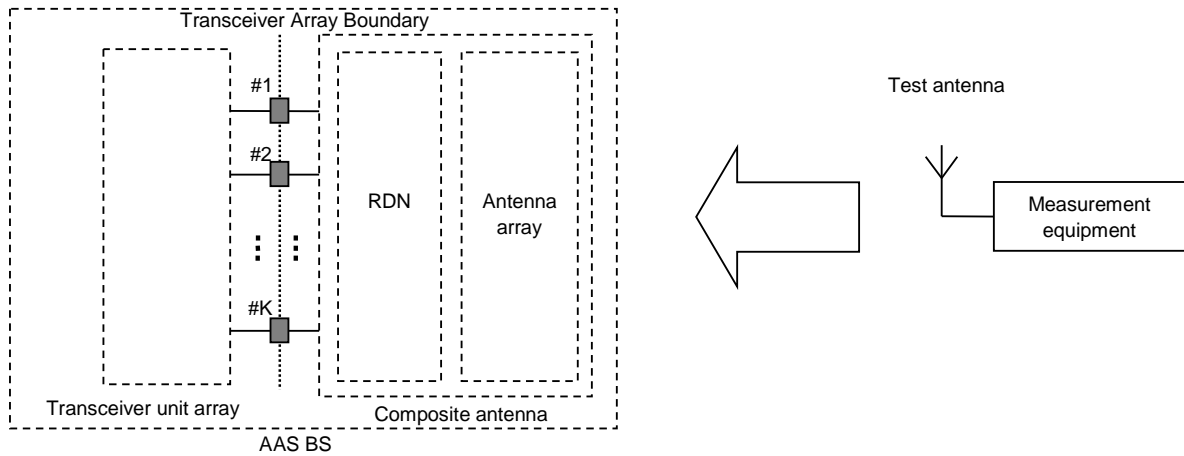 Transceiver Array Boundary
#1
#2
#K
RDN
Antenna
array
Transceiver unit array
Composite antenna
AAS BS
Test antenna
Measurement
equipment